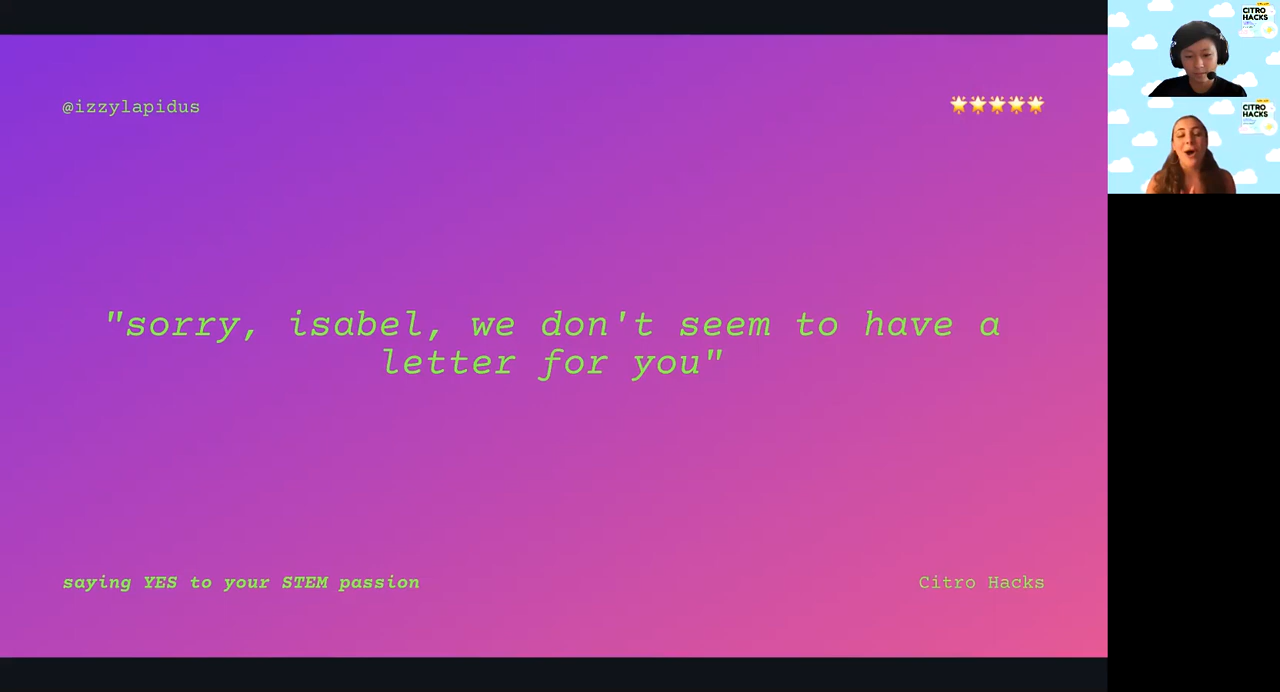 @izzylapidus
"sorry, isabel, we don't seem to have a
letter for you"
saying YES to your STEM passion
Citro Hacks
CITRO
HACKS
CITRO
HACKS